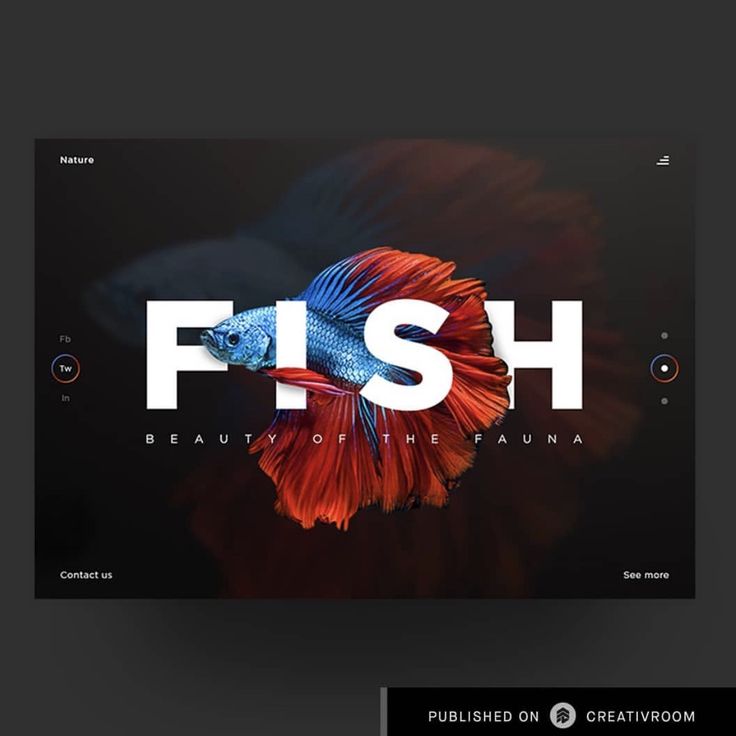 Nature
FISH
BEAUTY OF THE FAUNA
Fb
Tw
In
Contact us
See more
PUBLISHED ON CREATIVROOM